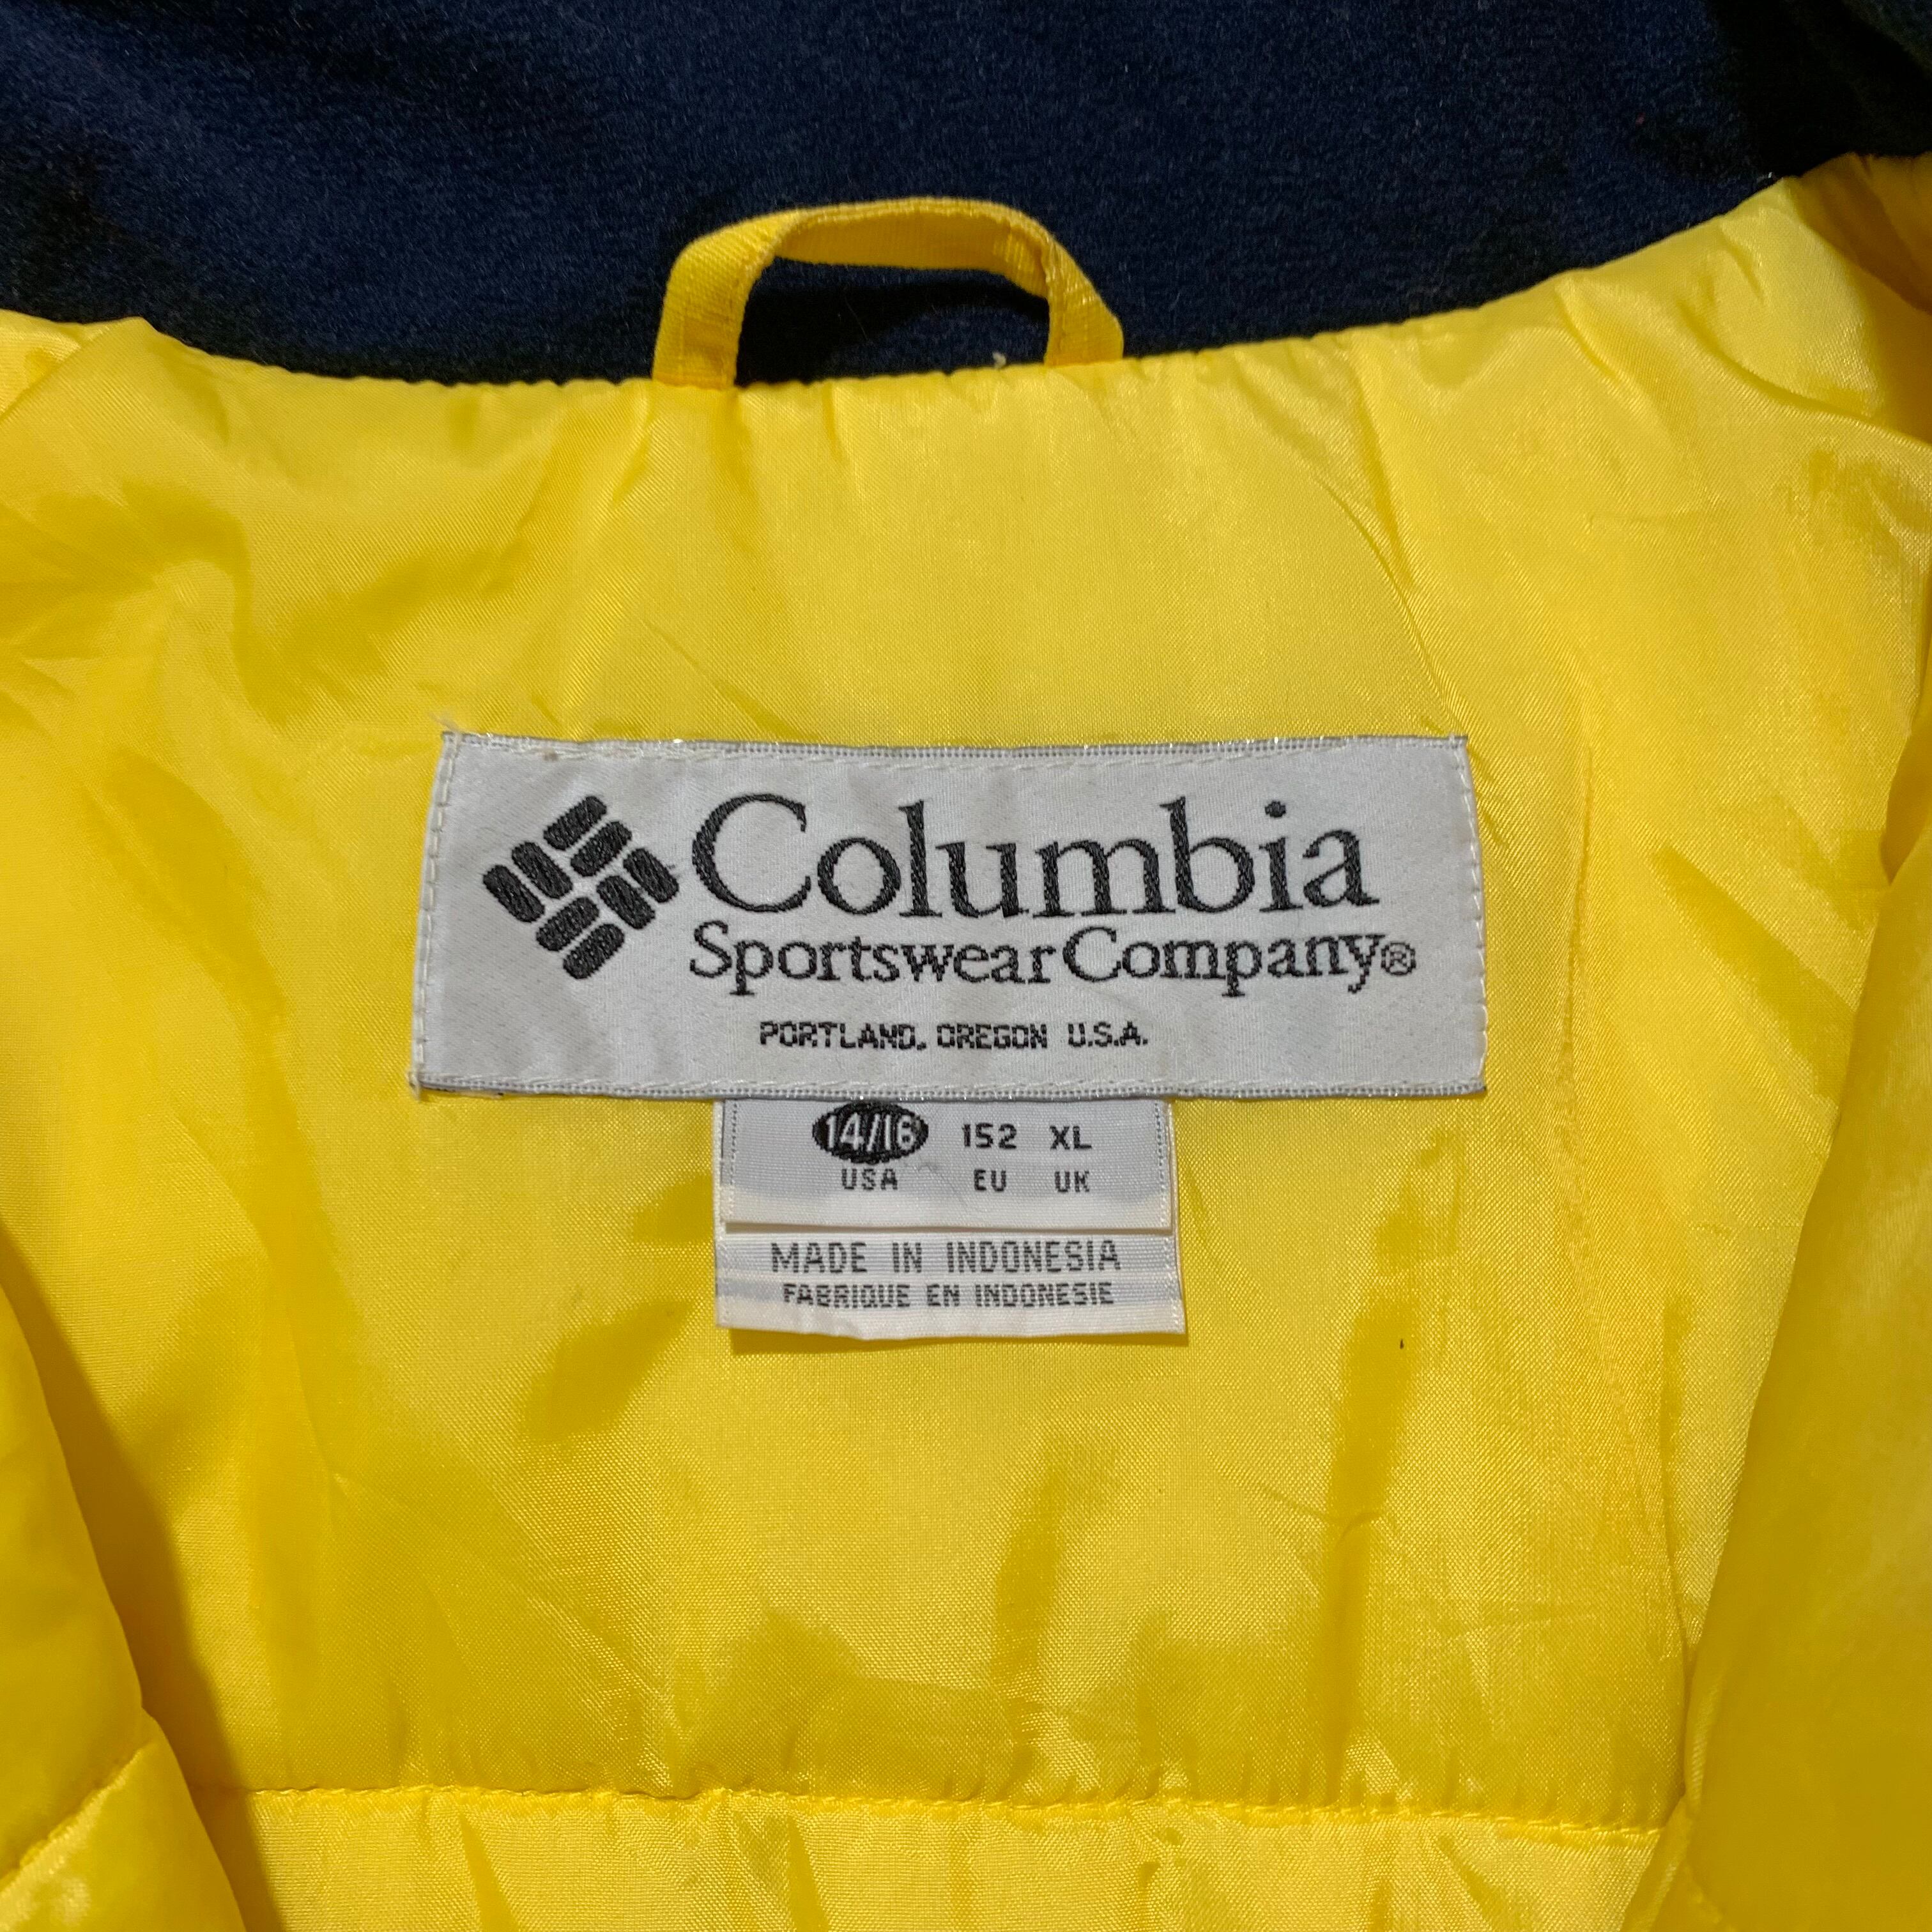 Columbia
Sportswear Company®
PORTLAND, OREGON U.S.A.
14/16 152 XL
USA EU UK
MADE IN INDONESIA
FABRIQUE EN INDONESIE